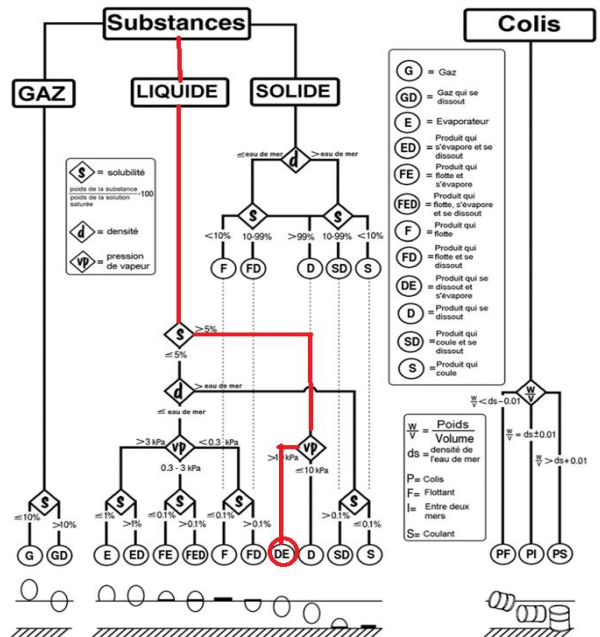 Substances
Colis
GAZ
LIQUIDE
SOLIDE
S = solubilité
poids de la substance
poids de la solution saturée
·100
d = densité
vp = pression de vapeur
≤eau de mer
d
>eau de mer
S
S
<10%
10-99%
>99%
10-99%
<10%
F
FD
D
SD
S
G = Gaz
GD = Gaz qui se dissout
E = Evaporateur
ED = Produit qui s'évapore et se dissout
FE = Produit qui flotte et s'évapore
FED = Produit qui flotte, s'évapore et se dissout
F = Produit qui flotte
FD = Produit qui flotte et se dissout
DE = Produit qui se dissout et s'évapore
D = Produit qui se dissout
SD = Produit qui coule et se dissout
S = Produit qui coule
S
>5%
≤5%
d
>eau de mer
≤ eau de mer
>3 kPa
vp
<0.3 kPa
0.3 - 3 kPa
vp
≤10 kPa
S
≤10%
>10%
S
≤1%
>1%
S
≤0.1%
>0.1%
S
≤0.1%
>0.1%
S
>0.1%
≤0.1%
G
GD
E
ED
FE
FED
F
FD
DE
D
SD
S
W/V = Poids / Volume
ds = densité de l'eau de mer
P= Colis
F= Flottant
I= Entre deux mers
S= Coulant
W/V
W/V <ds-0.01
W/V = ds±0.01
W/V >ds+0.01
PF
PI
PS